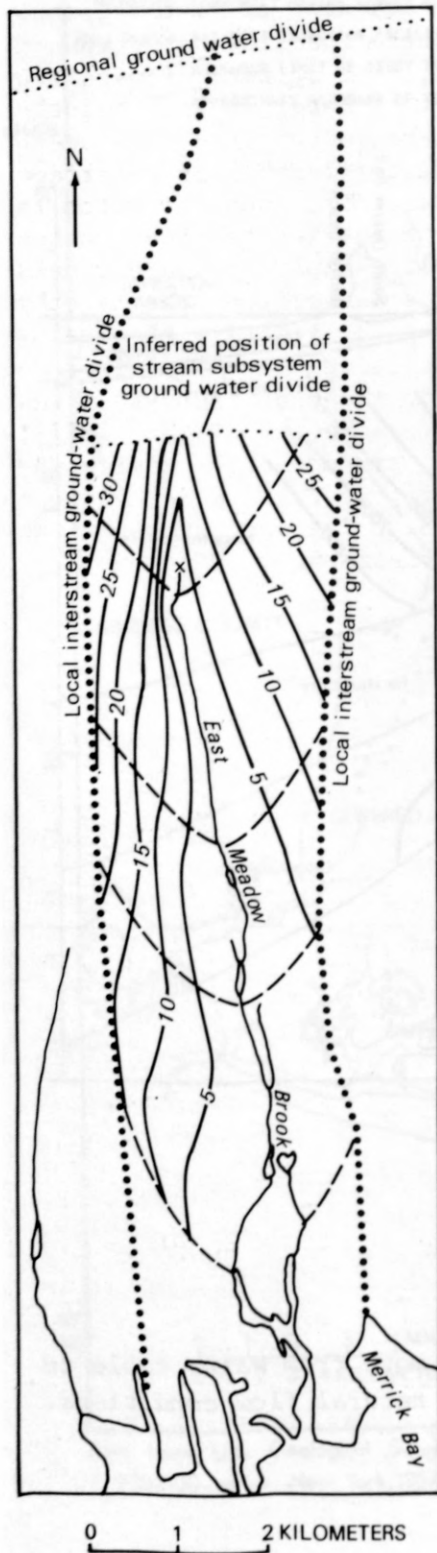 Regional ground water divide
N
Local interstream ground-water divide
Inferred position of
stream subsystem
ground water divide
Local interstream ground-water divide
30
25
20
15
10
5
25
20
15
10
5
x
East
Meadow
Brook
Merrick Bay
0 1 2 KILOMETERS